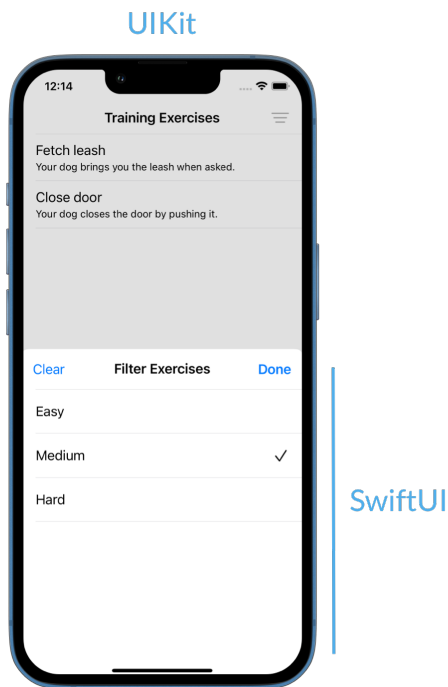 UIKit
12:14
Training Exercises
Fetch leash
Your dog brings you the leash when asked.
Close door
Your dog closes the door by pushing it.
Clear Filter Exercises Done
Easy
Medium
Hard
SwiftUI